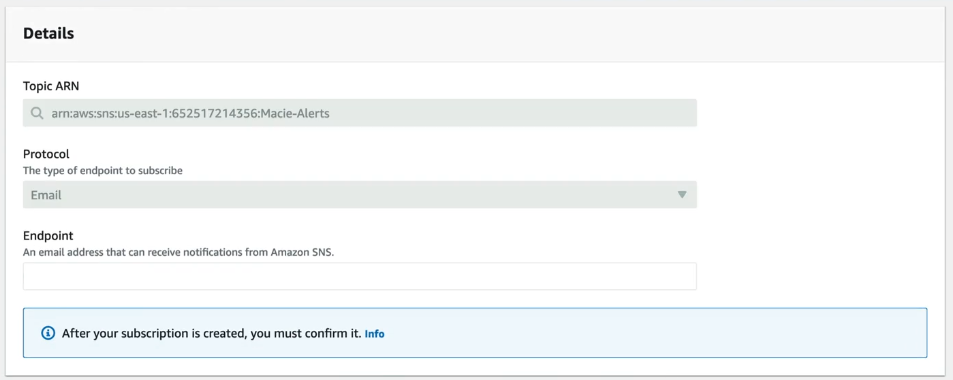 Details
Topic ARN
arn:aws:sns:us-east-1:652517214356:Macie-Alerts
Protocol
The type of endpoint to subscribe
Email
Endpoint
An email address that can receive notifications from Amazon SNS.
After your subscription is created, you must confirm it. Info